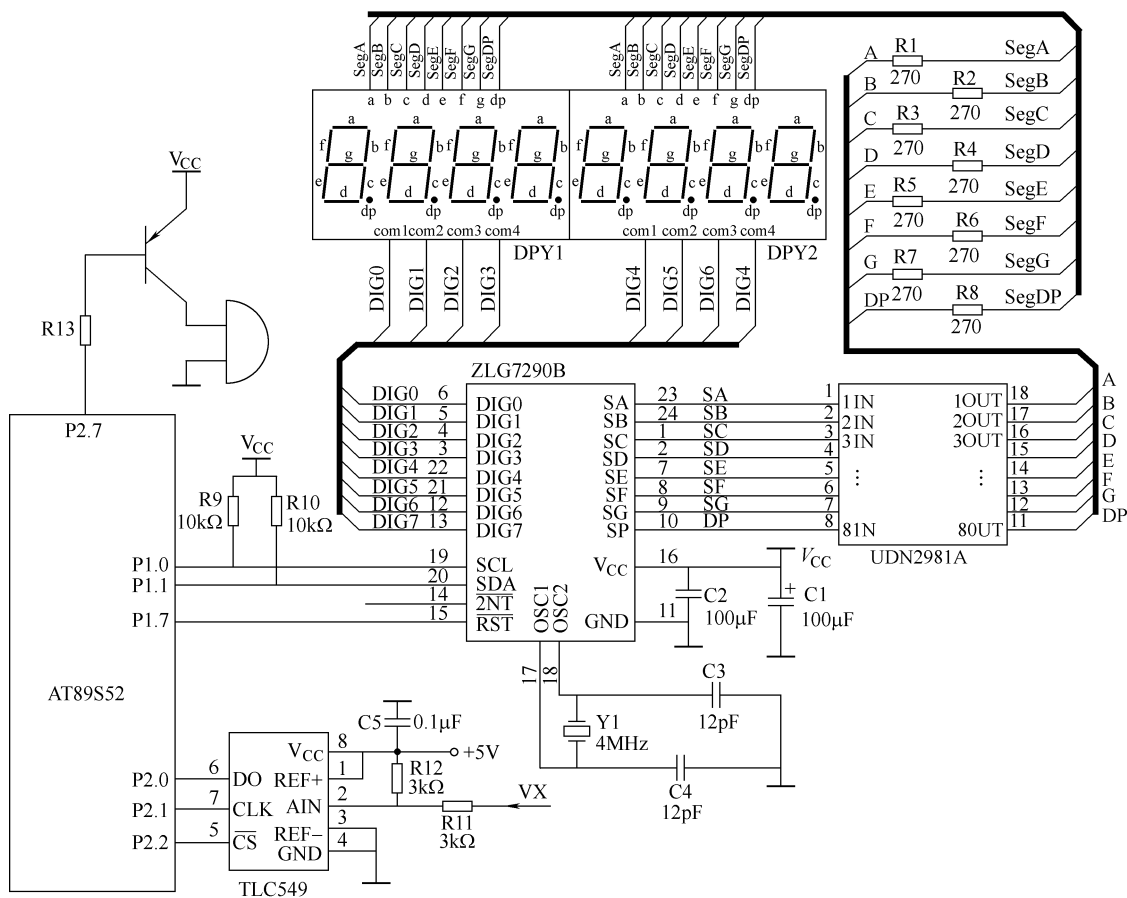 SegA SegB SegC SegD SegE SegF SegG SegDP
SegA SegB SegC SegD SegE SegF SegG SegDP
a b c d e f g dp
a b c d e f g dp
a f g b e d c dp
a f g b e d c dp
a f g b e d c dp
a f g b e d c dp
a f g b e d c dp
a f g b e d c dp
a f g b e d c dp
a f g b e d c dp
com1 com2 com3 com4
com1 com2 com3 com4
DPY1
DPY2
DIG0 DIG1 DIG2 DIG3
DIG4 DIG5 DIG6 DIG4
A R1 270 SegA
B R2 270 SegB
C R3 270 SegC
D R4 270 SegD
E R5 270 SegE
F R6 270 SegF
G R7 270 SegG
DP R8 270 SegDP
VCC
R13
P2.7
VCC
R9
10kΩ
R10
10kΩ
ZLG7290B
DIG0 6 DIG0
DIG1 5 DIG1
DIG2 4 DIG2
DIG3 3 DIG3
DIG4 22 DIG4
DIG5 21 DIG5
DIG6 12 DIG6
DIG7 13 DIG7
SA 23 SA
SB 24 SB
SC 1 SC
SD 2 SD
SE 7 SE
SF 8 SF
SG 9 SG
SP 10 DP
1 1IN
2 2IN
3 3IN
4
5 ⋮
6
7
8 81N
1OUT 18 A
2OUT 17 B
3OUT 16 C
15 D
⋮ 14 E
13 F
12 G
80UT 11 DP
UDN2981A
P1.0 19 SCL
P1.1 20 SDA
14 2NT
P1.7 15 RST
OSC1
OSC2
17
18
VCC 16
GND 11
VCC
C2
100μF
+
C1
100μF
C3
12pF
Y1
4MHz
C4
12pF
AT89S52
C5 0.1μF
+5V
R12
3kΩ
R11
3kΩ
VX
P2.0 6 DO
P2.1 7 CLK
P2.2 5 CS
VCC 8
REF+ 1
AIN 2
REF− 3
GND 4
TLC549